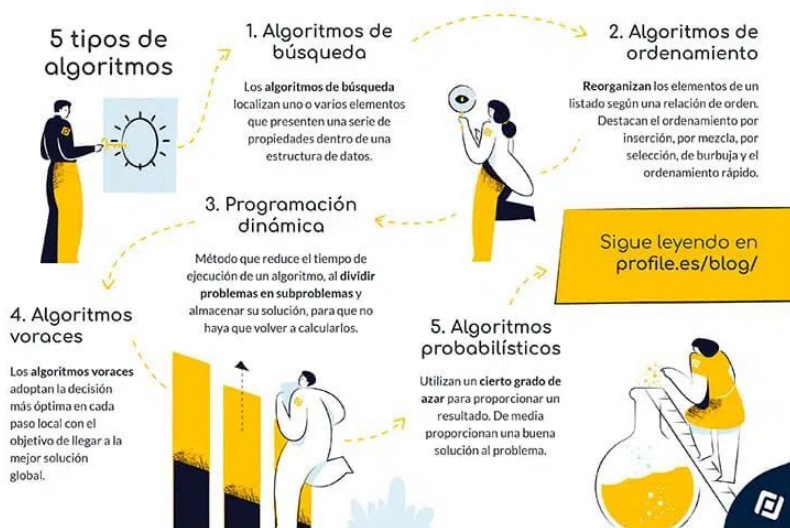 5 tipos de
algoritmos
1. Algoritmos de
búsqueda
Los algoritmos de búsqueda
localizan uno o varios elementos
que presenten una serie de
propiedades dentro de una
estructura de datos.
2. Algoritmos de
ordenamiento
Reorganizan los elementos de un
listado según una relación de orden.
Destacan el ordenamiento por
inserción, por mezcla, por
selección, de burbuja y el
ordenamiento rápido.
3. Programación
dinámica
Método que reduce el tiempo de
ejecución de un algoritmo, al dividir
problemas en subproblemas y
almacenar su solución, para que no
haya que volver a calcularlos.
Sigue leyendo en
profile.es/blog/
4. Algoritmos
voraces
Los algoritmos voraces
adoptan la decisión
más óptima en cada
paso local con el
objetivo de llegar a la
mejor solución
global.
5. Algoritmos
probabilísticos
Utilizan un cierto grado de
azar para proporcionar un
resultado. De media
proporcionan una buena
solución al problema.